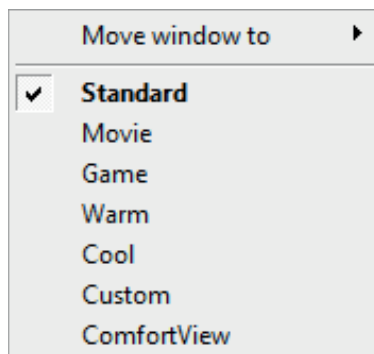 Move window to
Standard
Movie
Game
Warm
Cool
Custom
ComfortView